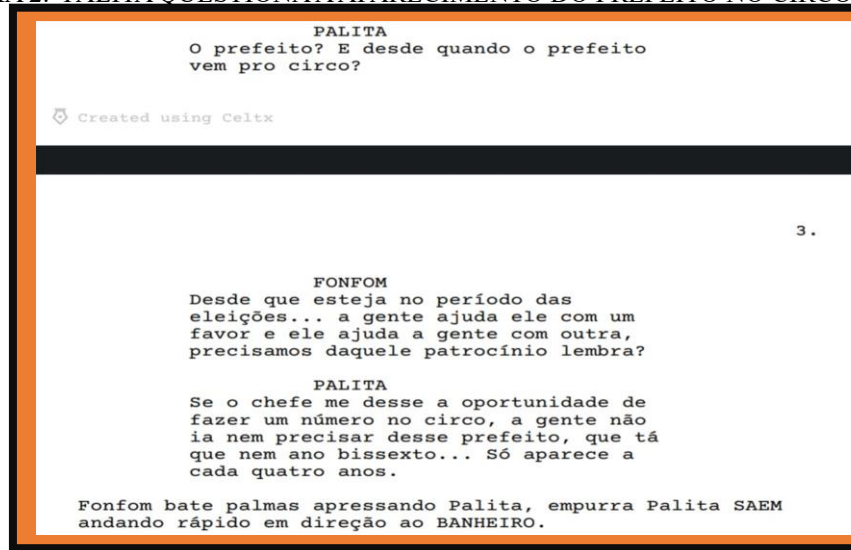 PALITA
O prefeito? E desde quando o prefeito
vem pro circo?
Created using Celtx
3.
FONFOM
Desde que esteja no período das
eleições... a gente ajuda ele com um
favor e ele ajuda a gente com outra,
precisamos daquele patrocínio lembra?
PALITA
Se o chefe me desse a oportunidade de
fazer um número no circo, a gente não
ia nem precisar desse prefeito, que tá
que nem ano bissexto... Só aparece a
cada quatro anos.
Fonfom bate palmas apressando Palita, empurra Palita SAEM
andando rápido em direção ao BANHEIRO.